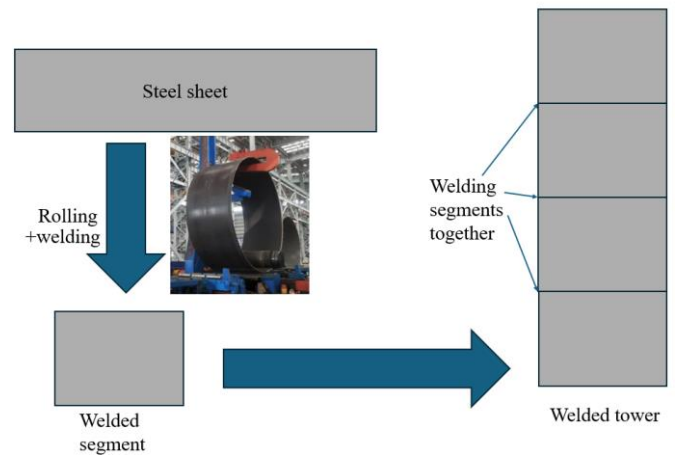 Steel sheet
Rolling
+welding
Welded
segment
Welding
segments
together
Welded tower